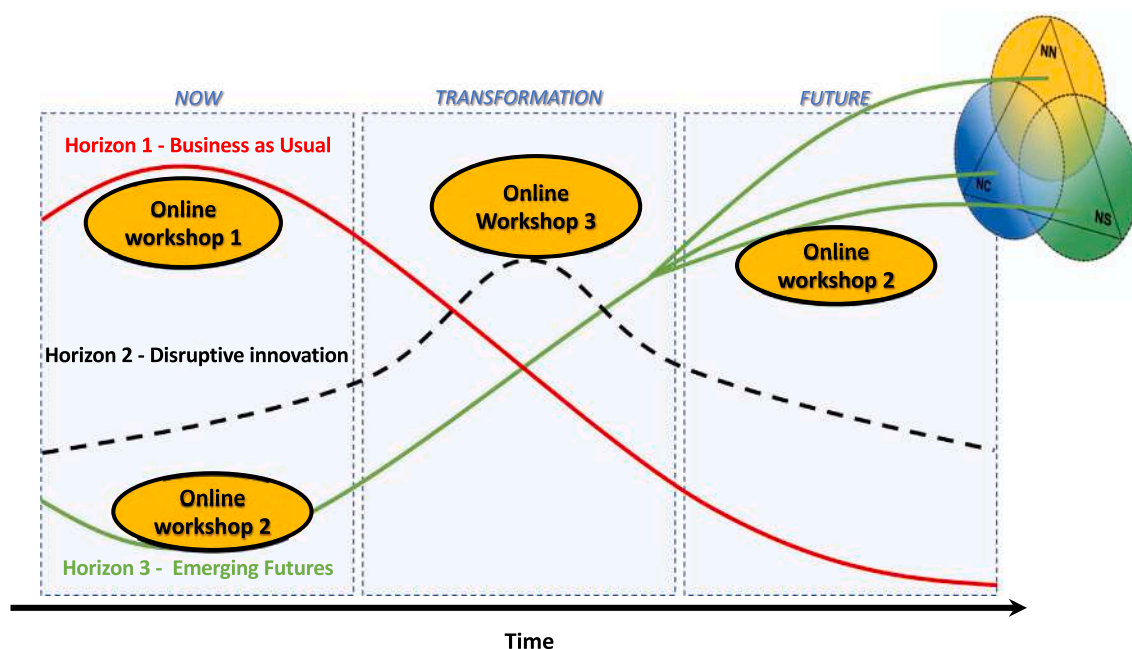 NN
NOW
TRANSFORMATION
FUTURE
Horizon 1 - Business as Usual
Online
workshop 1
Online
Workshop 3
NC
NS
Online
workshop 2
Horizon 2 - Disruptive innovation
Online
workshop 2
Horizon 3 - Emerging Futures
Time